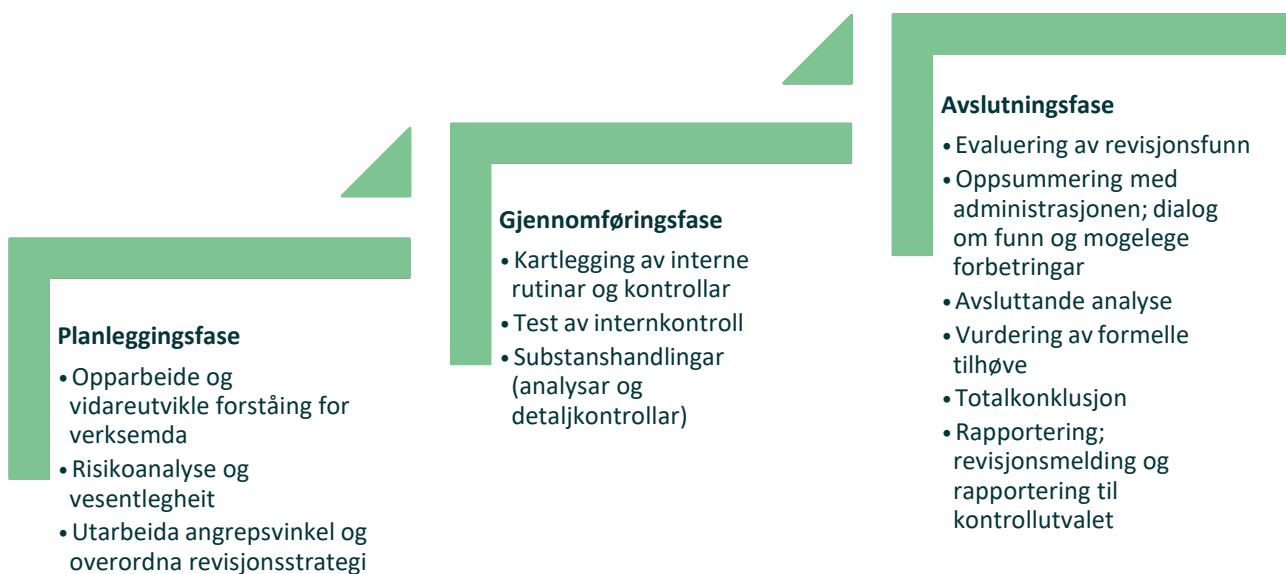 Planleggingsfase
• Opparbeide og
vidareutvikle forståing for
verksemda
• Risikoanalyse og
vesentlegheit
• Utarbeida angrepsvinkel og
overordna revisjonsstrategi
Gjennomføringsfase
• Kartlegging av interne
rutinar og kontrollar
• Test av internkontroll
• Substanshandlingar
(analysar og
detaljkontrollar)
Avslutningsfase
• Evaluering av revisjonsfunn
• Oppsummering med
administrasjonen; dialog
om funn og mogelege
forbetringar
• Avsluttande analyse
• Vurdering av formelle
tilhøve
• Totalkonklusjon
• Rapportering;
revisjonsmelding og
rapportering til
kontrollutvalet